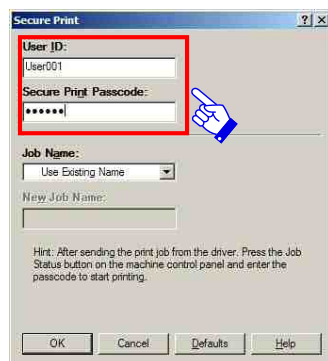 Secure Print
User ID:
User001
Secure Print Passcode:
••••••
Job Name:
Use Existing Name
New Job Name:
Hint: After sending the print job from the driver. Press the Job
Status button on the machine control panel and enter the
passcode to start printing.
OK Cancel Defaults Help